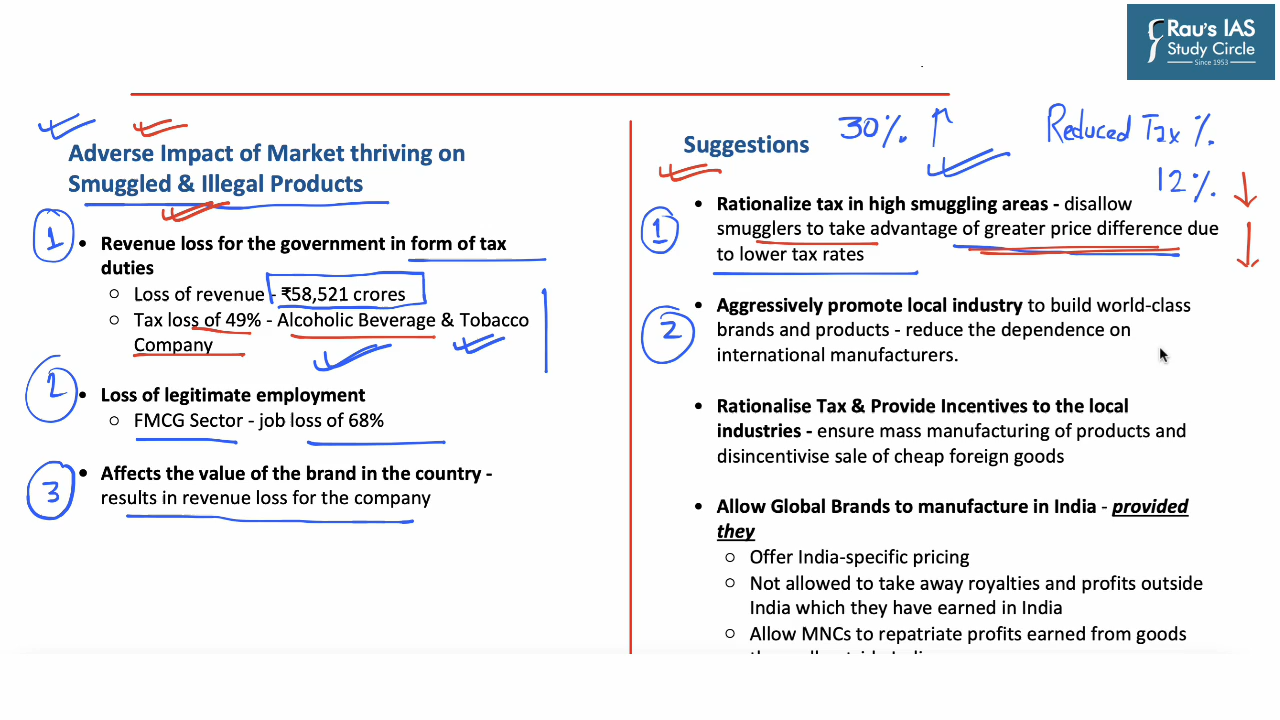 Rau's IAS
Study Circle
Since 1953
Adverse Impact of Market thriving on
Smuggled & Illegal Products
1
• Revenue loss for the government in form of tax
duties
○ Loss of revenue - ₹58,521 crores
○ Tax loss of 49% - Alcoholic Beverage & Tobacco
Company
2
• Loss of legitimate employment
○ FMCG Sector - job loss of 68%
3
• Affects the value of the brand in the country -
results in revenue loss for the company
Suggestions
30%. ↑
Reduced Tax %.
12%. ↓
1
• Rationalize tax in high smuggling areas - disallow
smugglers to take advantage of greater price difference due
to lower tax rates
2
• Aggressively promote local industry to build world-class
brands and products - reduce the dependence on
international manufacturers.
• Rationalise Tax & Provide Incentives to the local
industries - ensure mass manufacturing of products and
disincentivise sale of cheap foreign goods
• Allow Global Brands to manufacture in India - provided
they
○ Offer India-specific pricing
○ Not allowed to take away royalties and profits outside
India which they have earned in India
○ Allow MNCs to repatriate profits earned from goods